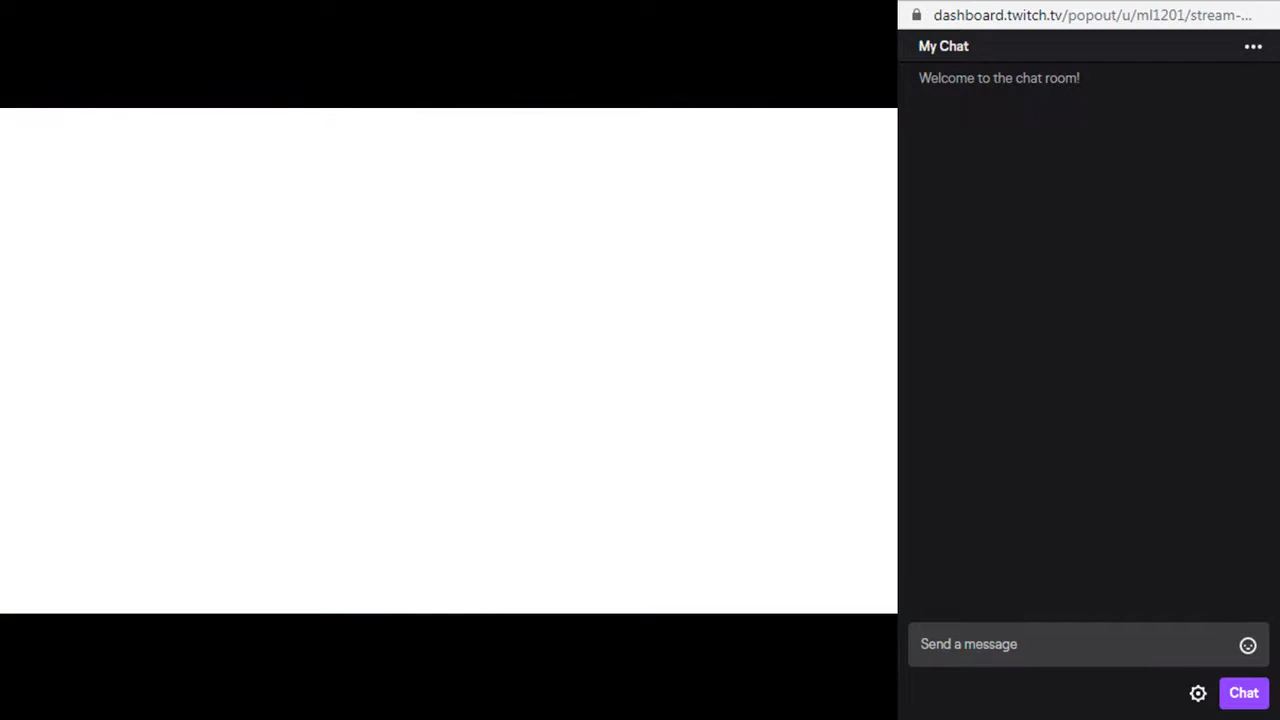 dashboard.twitch.tv/popout/u/ml1201/stream-...
My Chat
Welcome to the chat room!
Send a message
Chat